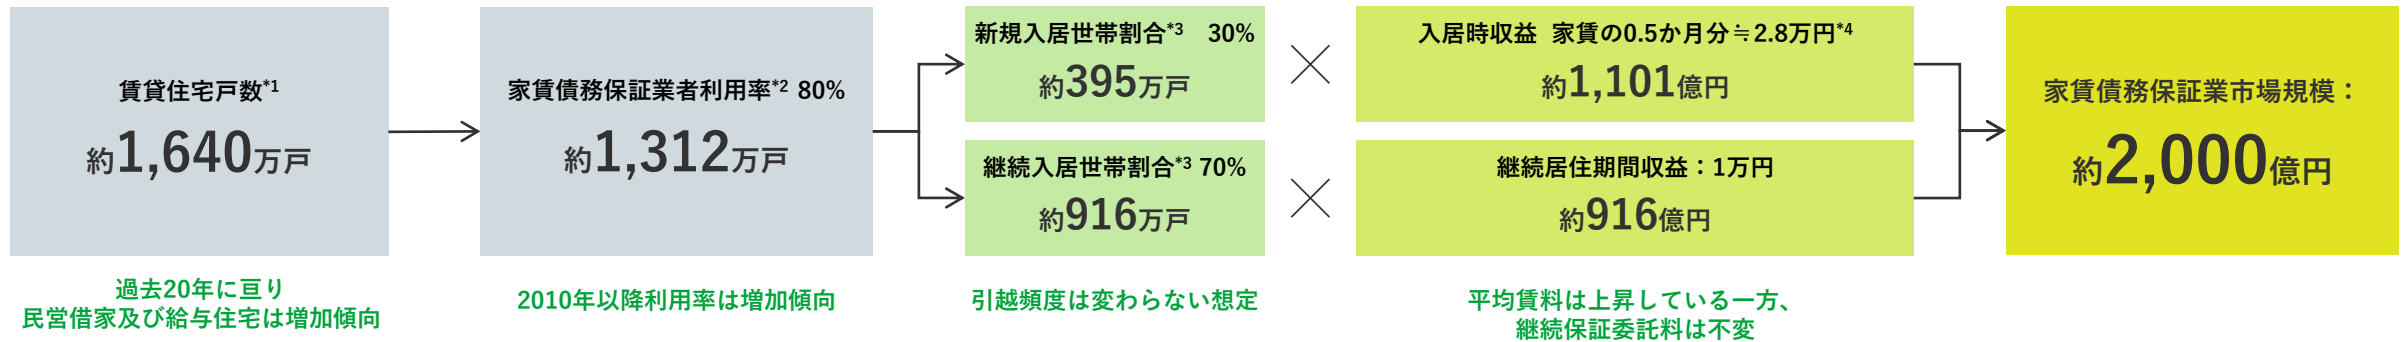 賃貸住宅戸数*1
約1,640万戸
過去20年に亘り
民営借家及び給与住宅は増加傾向
家賃債務保証業者利用率*2 80%
約1,312万戸
2010年以降利用率は増加傾向
新規入居世帯割合*3 30%
約395万戸
継続入居世帯割合*3 70%
約916万戸
引越頻度は変わらない想定
入居時収益 家賃の0.5か月分≒2.8万円*4
約1,101億円
継続居住期間収益：1万円
約916億円
平均賃料は上昇している一方、
継続保証委託料は不変
家賃債務保証業市場規模：
約2,000億円